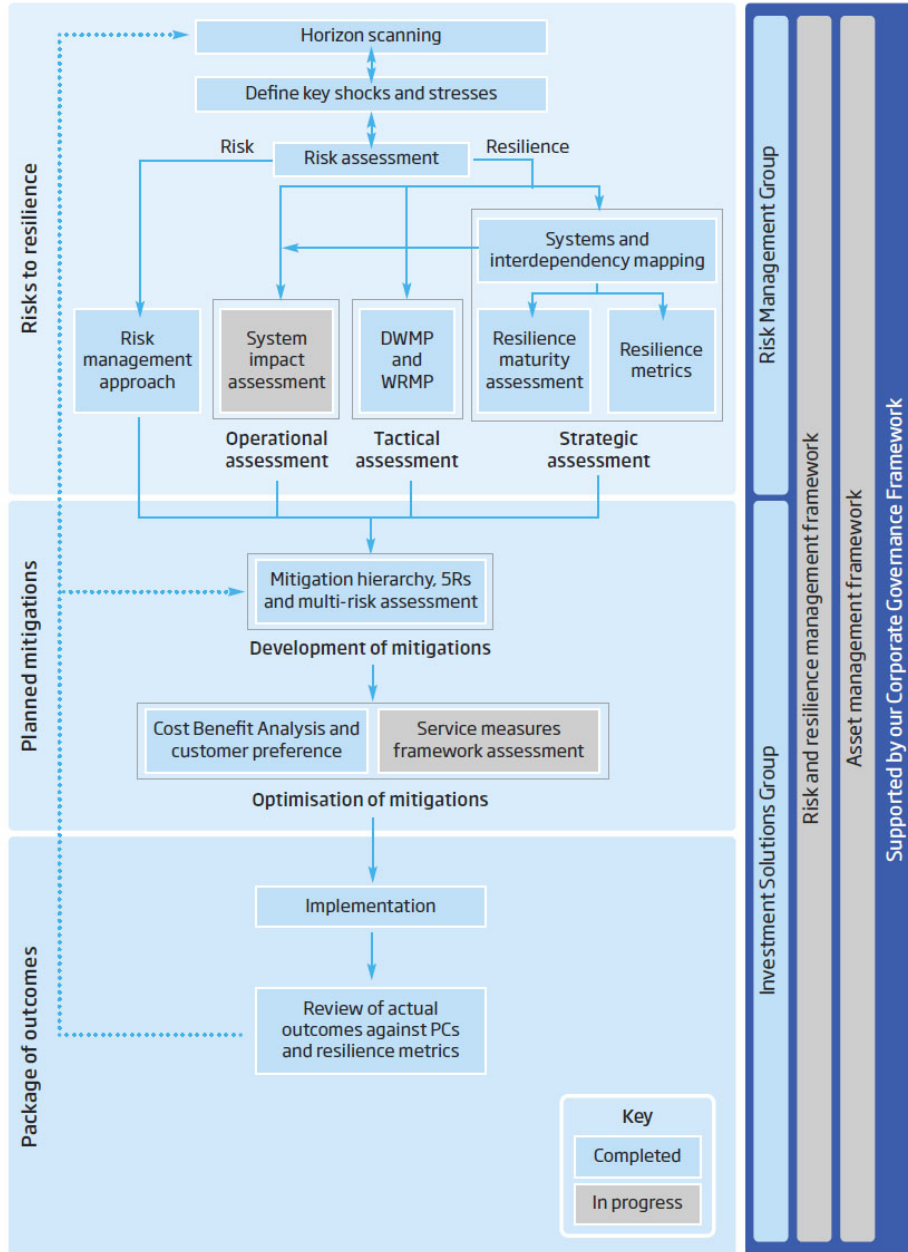 Horizon scanning
Define key shocks and stresses
Risk
Risk assessment
Resilience
Systems and
interdependency mapping
Risk
management
approach
System
impact
assessment
DWMP
and
WRMP
Resilience
maturity
assessment
Resilience
metrics
Operational
assessment
Tactical
assessment
Strategic
assessment
Risks to resilience
Mitigation hierarchy, 5Rs
and multi-risk assessment
Development of mitigations
Cost Benefit Analysis and
customer preference
Service measures
framework assessment
Optimisation of mitigations
Planned mitigations
Implementation
Review of actual
outcomes against PCs
and resilience metrics
Package of outcomes
Key
Completed
In progress
Risk Management Group
Investment Solutions Group
Risk and resilience management framework
Asset management framework
Supported by our Corporate Governance Framework